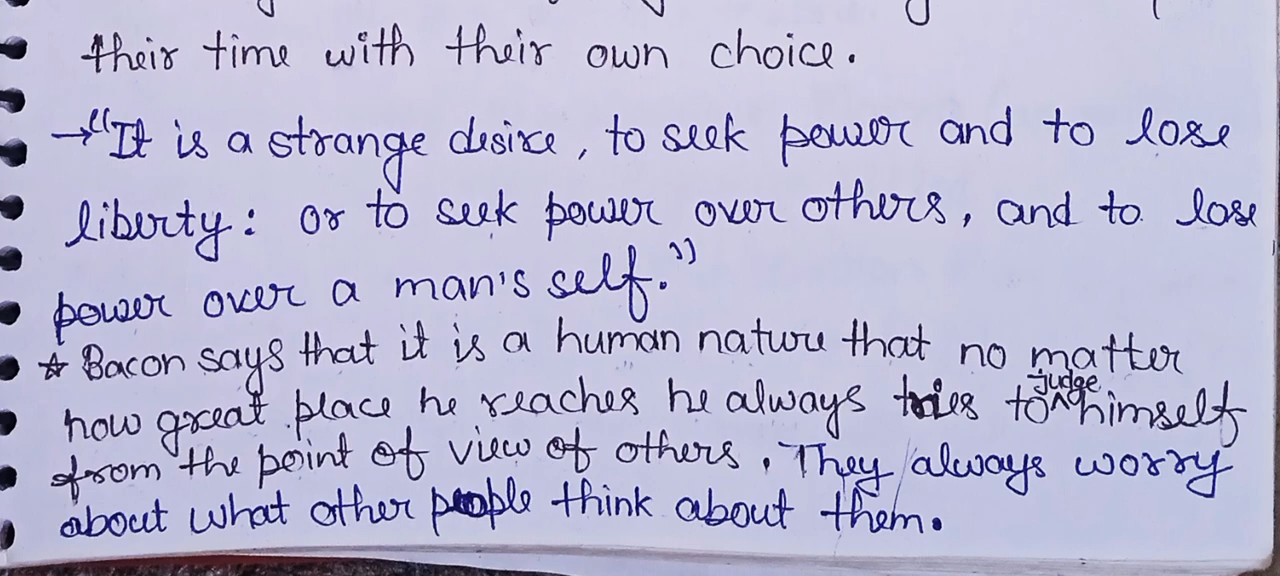 their time with their own choice.
→"It is a strange desire, to seek power and to lose
liberty: or to seek power over others, and to lose
power over a man's self."
☆ Bacon says that it is a human nature that no matter
how great place he reaches he always tries to judge himself
from the point of view of others. They always worry
about what other people think about them.